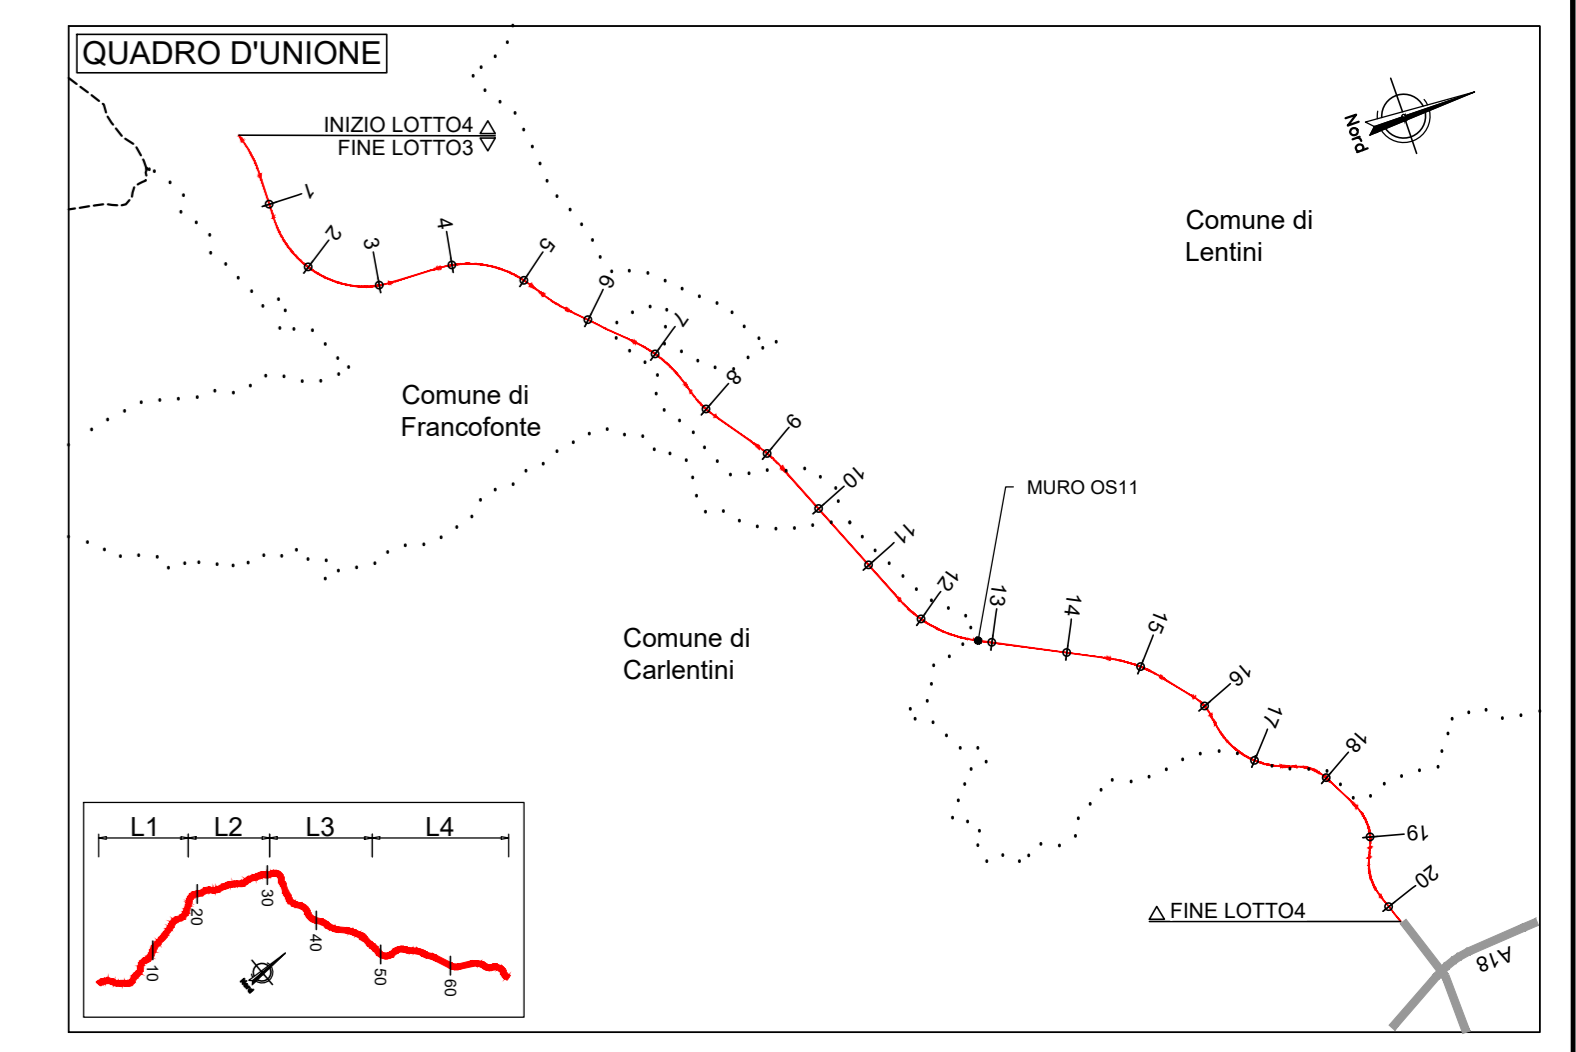 QUADRO D'UNIONE
INIZIO LOTTO4
FINE LOTTO3
Nord
Comune di
Lentini
1
2
3
4
5
6
7
8
9
10
11
12
13
14
15
16
17
18
19
20
Comune di
Francofonte
MURO OS11
Comune di
Carlentini
FINE LOTTO4
A18
L1
L2
L3
L4
10
20
30
40
50
60